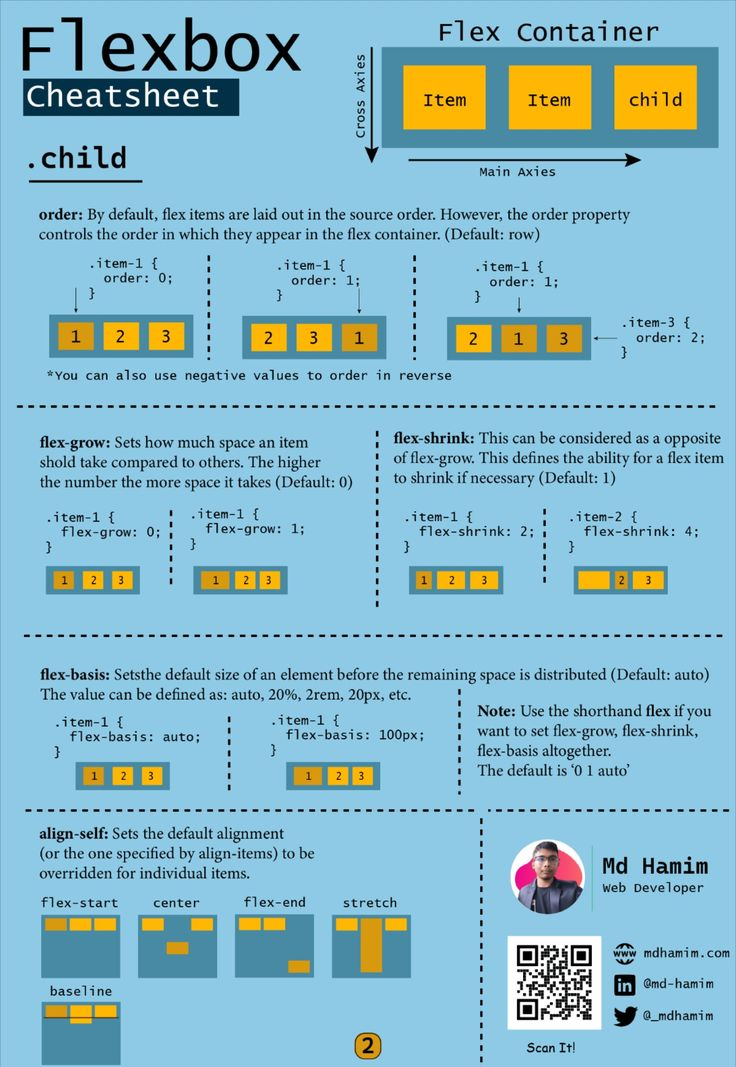 Flexbox
Cheatsheet
Flex Container
Cross Axies
Item
Item
child
Main Axies
.child
order: By default, flex items are laid out in the source order. However, the order property
controls the order in which they appear in the flex container. (Default: row)
.item-1 {
order: 0;
}
1 2 3
.item-1 {
order: 1;
}
2 3 1
.item-1 {
order: 1;
}
2 1 3
.item-3 {
order: 2;
}
*You can also use negative values to order in reverse
flex-grow: Sets how much space an item
shold take compared to others. The higher
the number the more space it takes (Default: 0)
.item-1 {
flex-grow: 0;
}
1 2 3
.item-1 {
flex-grow: 1;
}
1 2 3
flex-shrink: This can be considered as a opposite
of flex-grow. This defines the ability for a flex item
to shrink if necessary (Default: 1)
.item-1 {
flex-shrink: 2;
}
1 2 3
.item-2 {
flex-shrink: 4;
}
2 3
flex-basis: Setsthe default size of an element before the remaining space is distributed (Default: auto)
The value can be defined as: auto, 20%, 2rem, 20px, etc.
.item-1 {
flex-basis: auto;
}
1 2 3
.item-1 {
flex-basis: 100px;
}
1 2 3
Note: Use the shorthand flex if you
want to set flex-grow, flex-shrink,
flex-basis altogether.
The default is ‘0 1 auto’
align-self: Sets the default alignment
(or the one specified by align-items) to be
overridden for individual items.
flex-start
center
flex-end
stretch
baseline
Md Hamim
Web Developer
www mdhamim.com
in @md-hamim
@_mdhamim
Scan It!
2